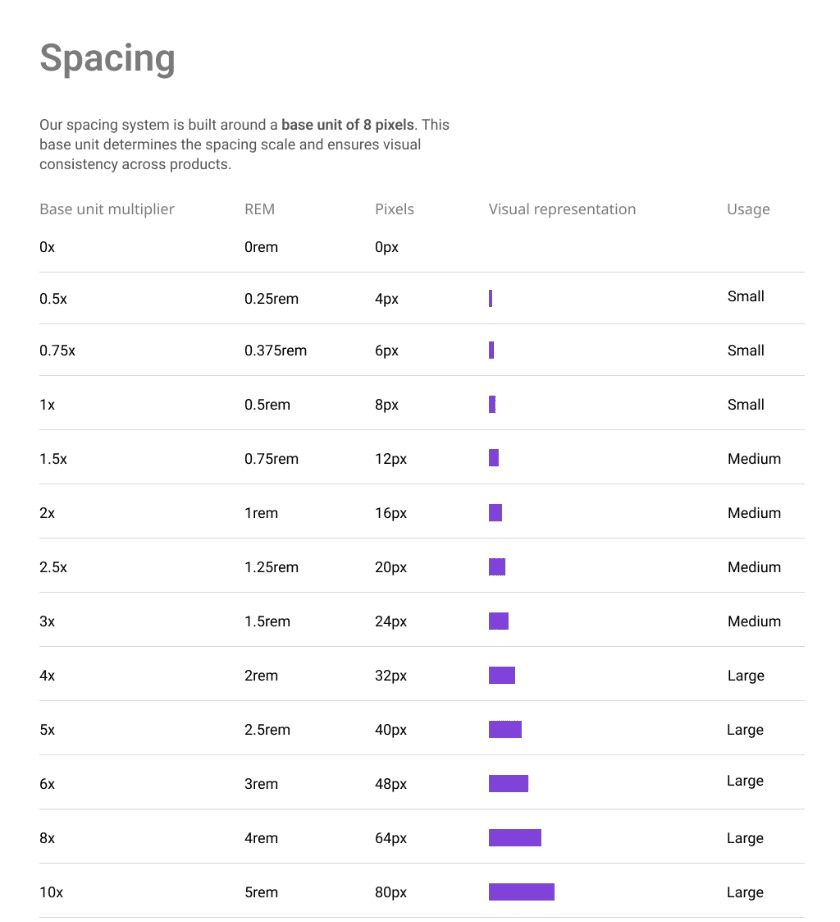 Spacing
Our spacing system is built around a base unit of 8 pixels. This
base unit determines the spacing scale and ensures visual
consistency across products.
Base unit multiplier REM Pixels Visual representation Usage
0x 0rem 0px
0.5x 0.25rem 4px Small
0.75x 0.375rem 6px Small
1x 0.5rem 8px Small
1.5x 0.75rem 12px Medium
2x 1rem 16px Medium
2.5x 1.25rem 20px Medium
3x 1.5rem 24px Medium
4x 2rem 32px Large
5x 2.5rem 40px Large
6x 3rem 48px Large
8x 4rem 64px Large
10x 5rem 80px Large